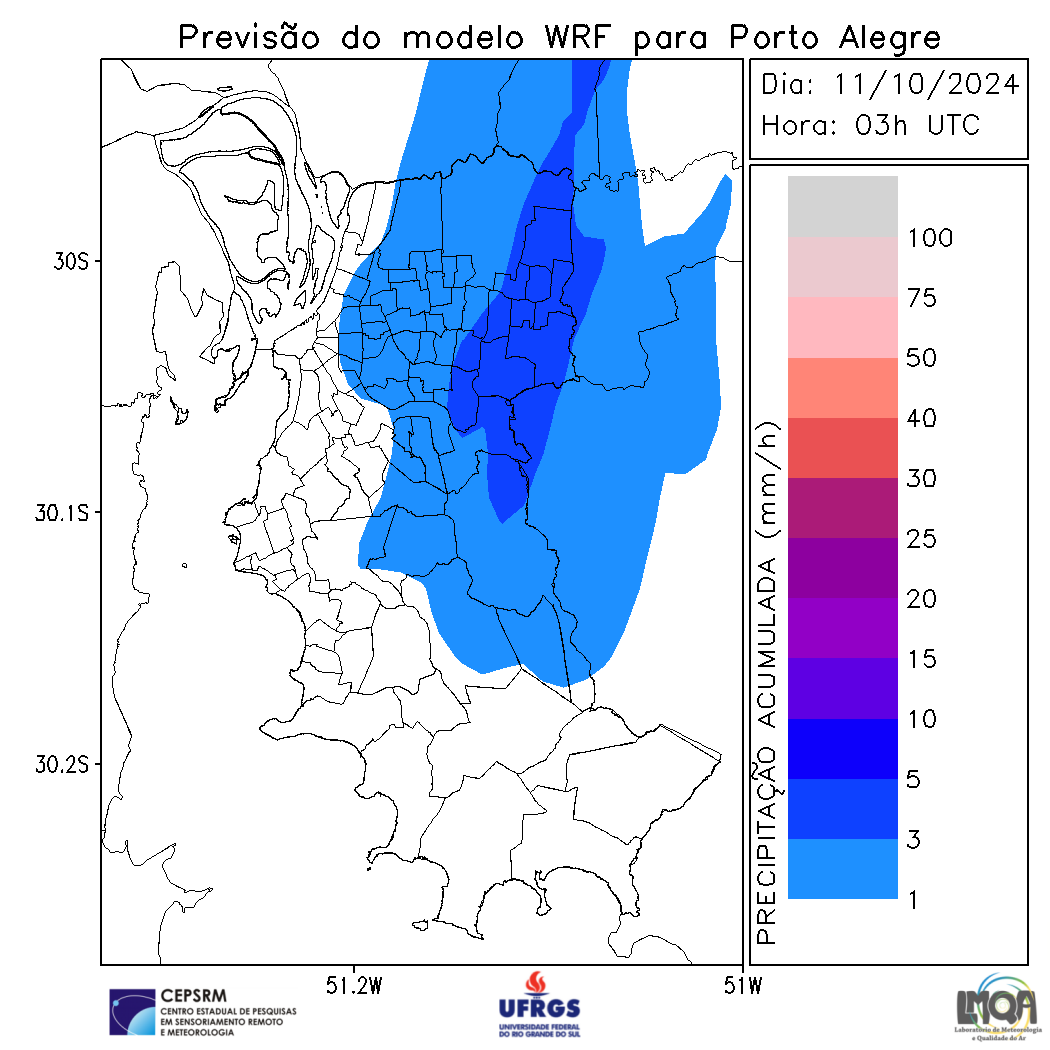 Previsão do modelo WRF para Porto Alegre
Dia: 11/10/2024
Hora: 03h UTC
30S
30.1S
30.2S
51.2W
51W
PRECIPITAÇÃO ACUMULADA (mm/h)
100
75
50
40
30
25
20
15
10
5
3
1
CEPSRM
CENTRO ESTADUAL DE PESQUISAS
EM SENSORIAMENTO REMOTO
E METEOROLOGIA
UFRGS
UNIVERSIDADE FEDERAL
DO RIO GRANDE DO SUL
LMQA
Laboratório de Meteorologia
e Qualidade do Ar